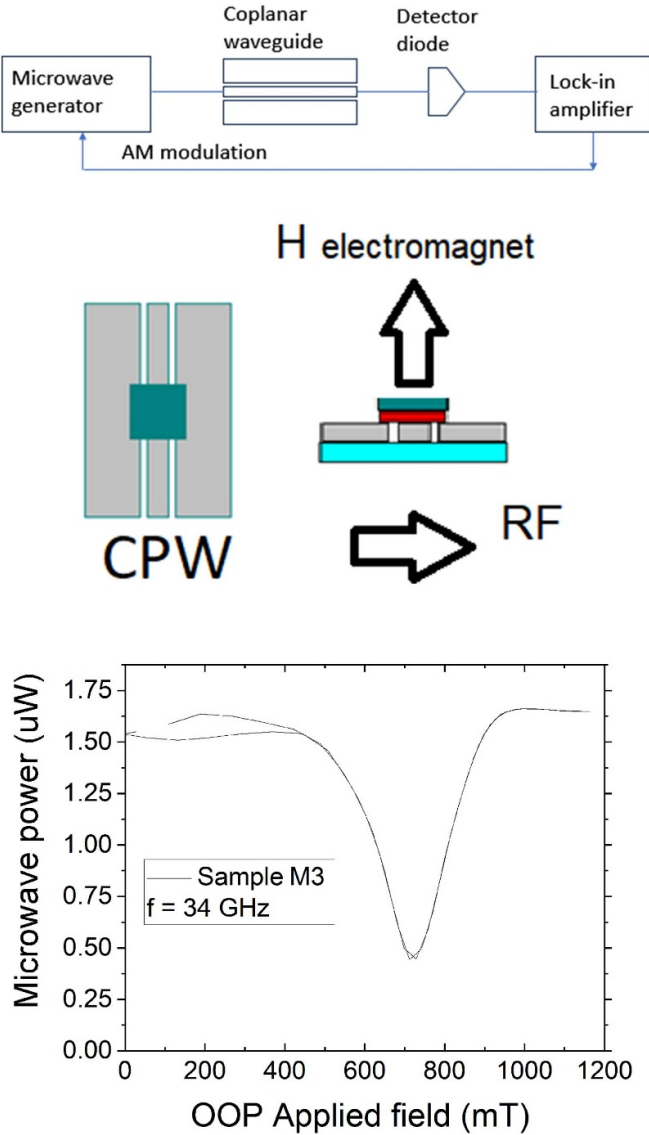 Coplanar
waveguide
Detector
diode
Microwave
generator
Lock-in
amplifier
AM modulation
H electromagnet
CPW
RF
Microwave power (uW)
1.75
1.50
1.25
1.00
0.75
0.50
0.25
0.00
Sample M3
f = 34 GHz
0 200 400 600 800 1000 1200
OOP Applied field (mT)